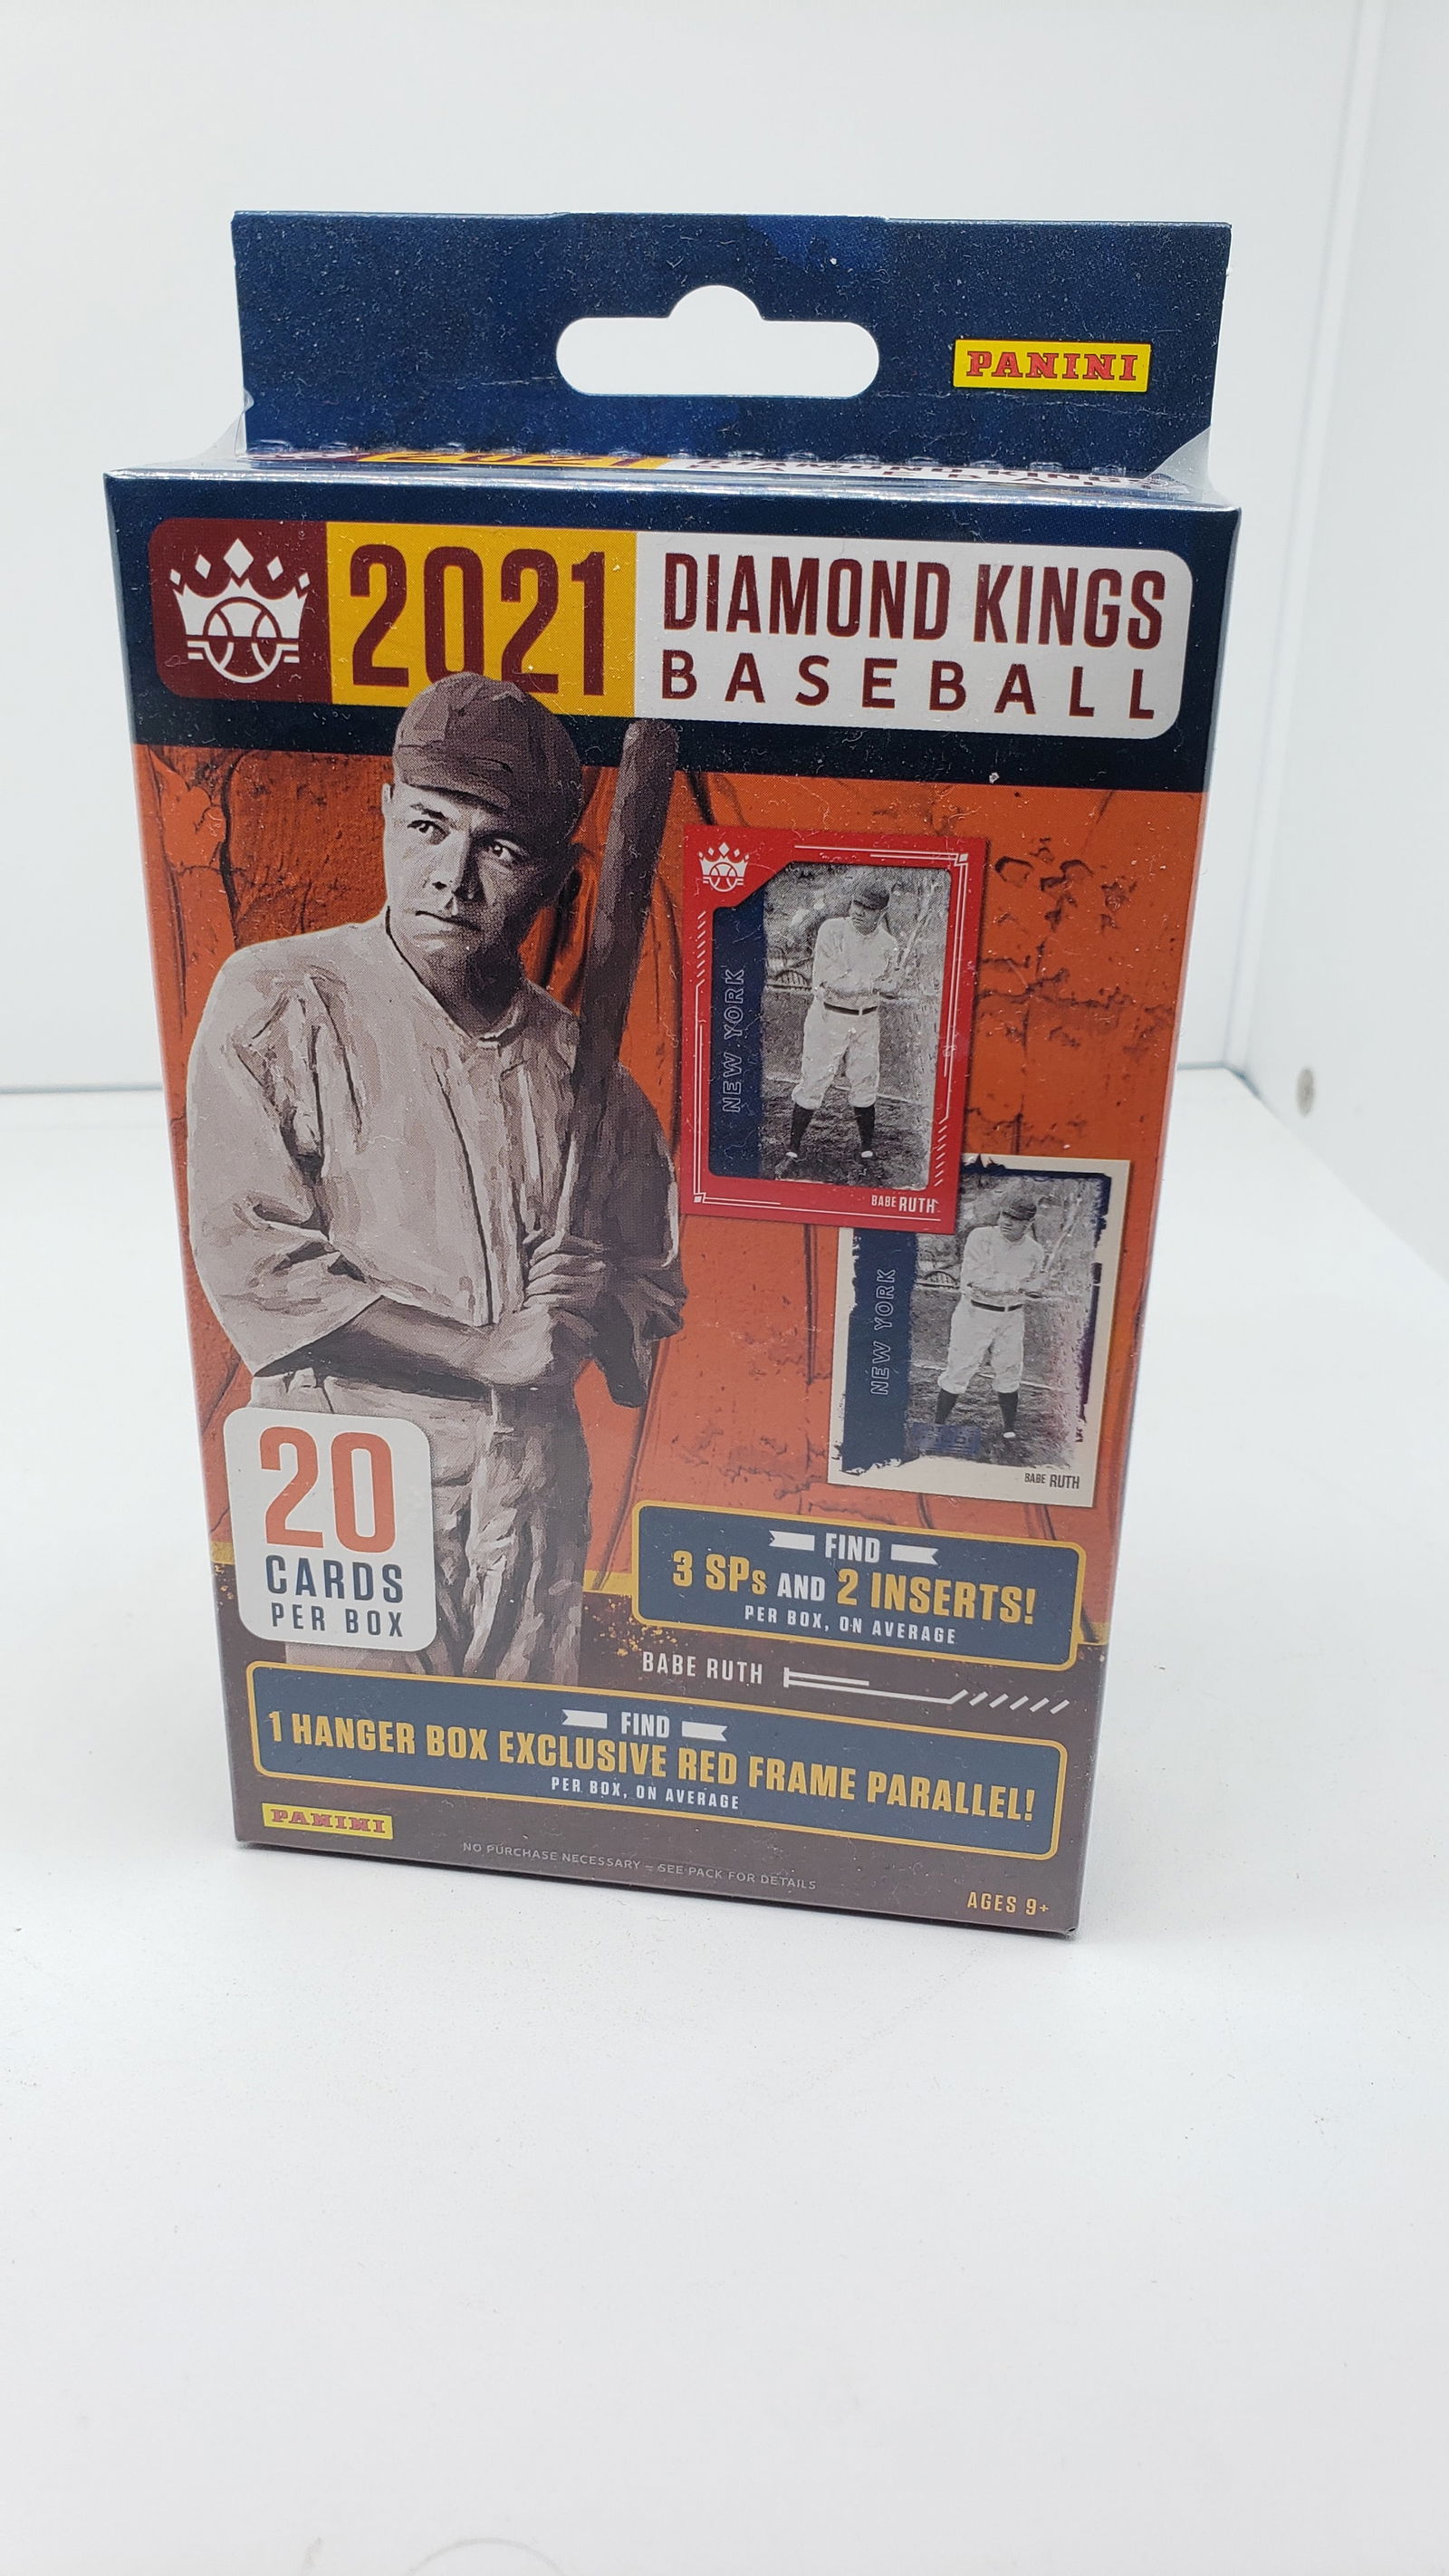 PANINI
2021
DIAMOND KINGS
BASEBALL
NEW YORK
BABE RUTH
NEW YORK
BABE RUTH
20
CARDS
PER BOX
FIND
3 SPs AND 2 INSERTS!
PER BOX, ON AVERAGE
BABE RUTH
FIND
1 HANGER BOX EXCLUSIVE RED FRAME PARALLEL!
PER BOX, ON AVERAGE
PANINI
NO PURCHASE NECESSARY – SEE PACK FOR DETAILS
AGES 9+